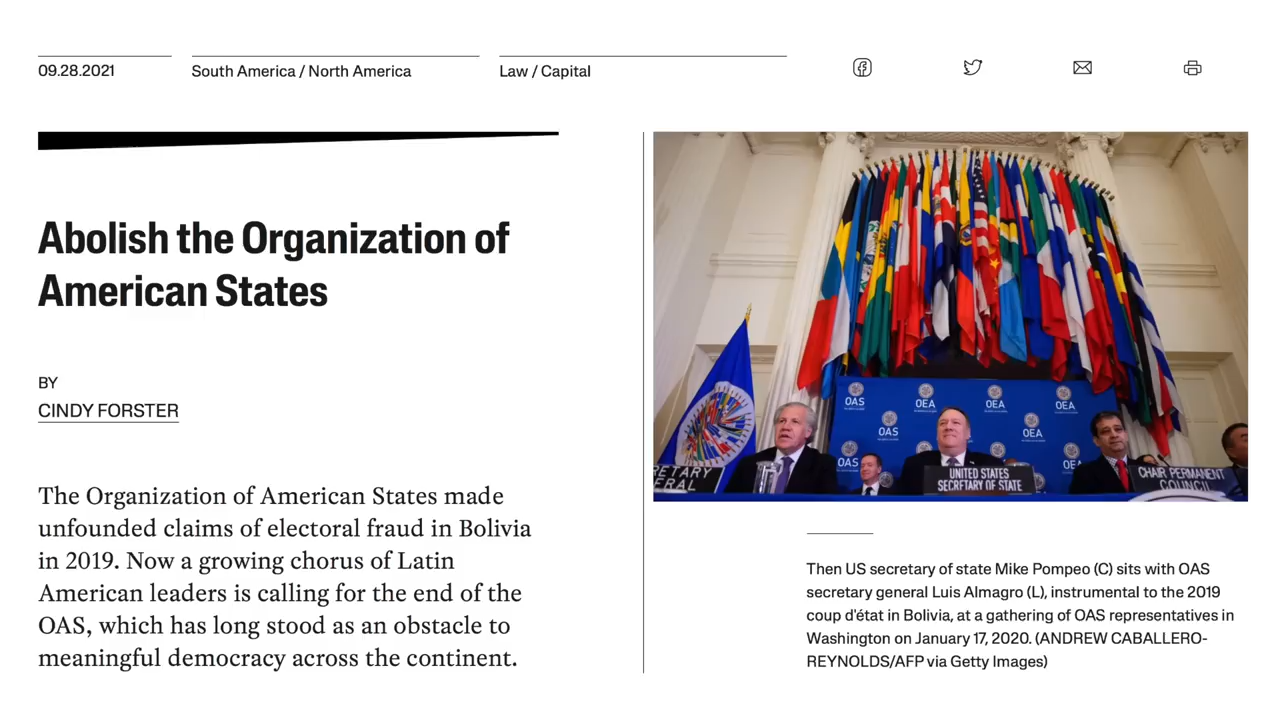 09.28.2021
South America / North America
Law / Capital
Abolish the Organization of
American States
BY
CINDY FORSTER
The Organization of American States made
unfounded claims of electoral fraud in Bolivia
in 2019. Now a growing chorus of Latin
American leaders is calling for the end of the
OAS, which has long stood as an obstacle to
meaningful democracy across the continent.
OAS
OEA
OEA
OEA
OAS
OEA
OAS
OEA
UNITED STATES
SECRETARY OF STATE
CHAIR PERMANENT
COUNCIL
Then US secretary of state Mike Pompeo (C) sits with OAS
secretary general Luis Almagro (L), instrumental to the 2019
coup d'état in Bolivia, at a gathering of OAS representatives in
Washington on January 17, 2020. (ANDREW CABALLERO-
REYNOLDS/AFP via Getty Images)